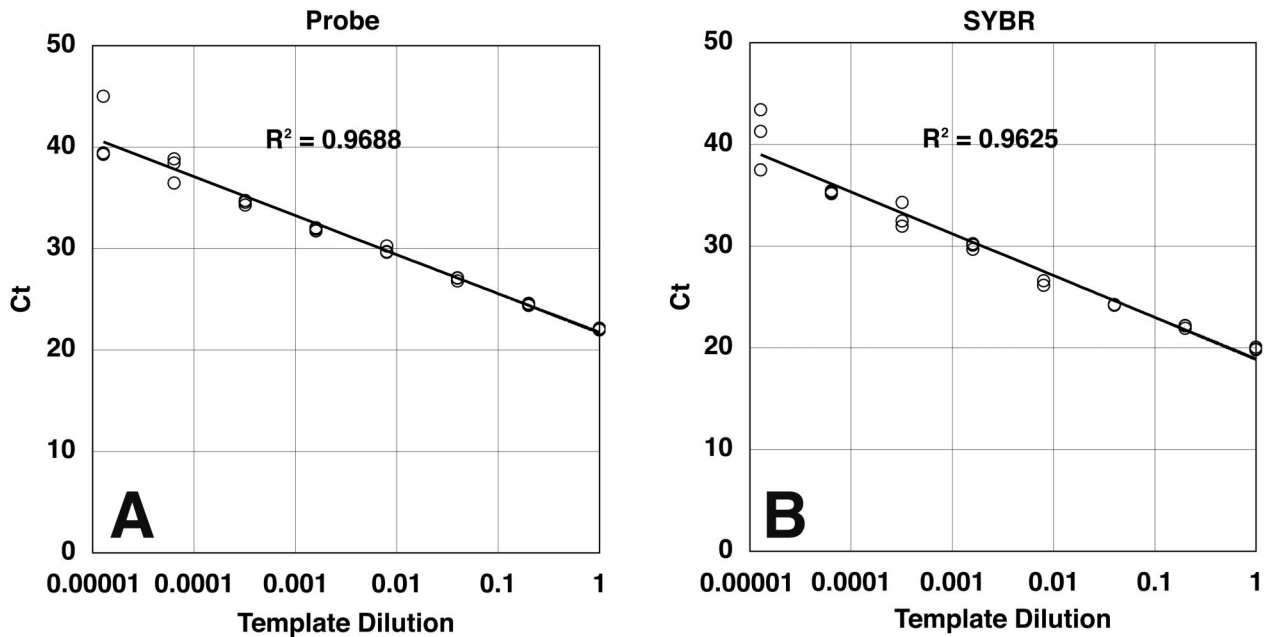 Probe
50
40
30
20
10
0
R² = 0.9688
Ct
A
0.00001 0.0001 0.001 0.01 0.1 1
Template Dilution
SYBR
50
40
30
20
10
0
R² = 0.9625
Ct
B
0.00001 0.0001 0.001 0.01 0.1 1
Template Dilution